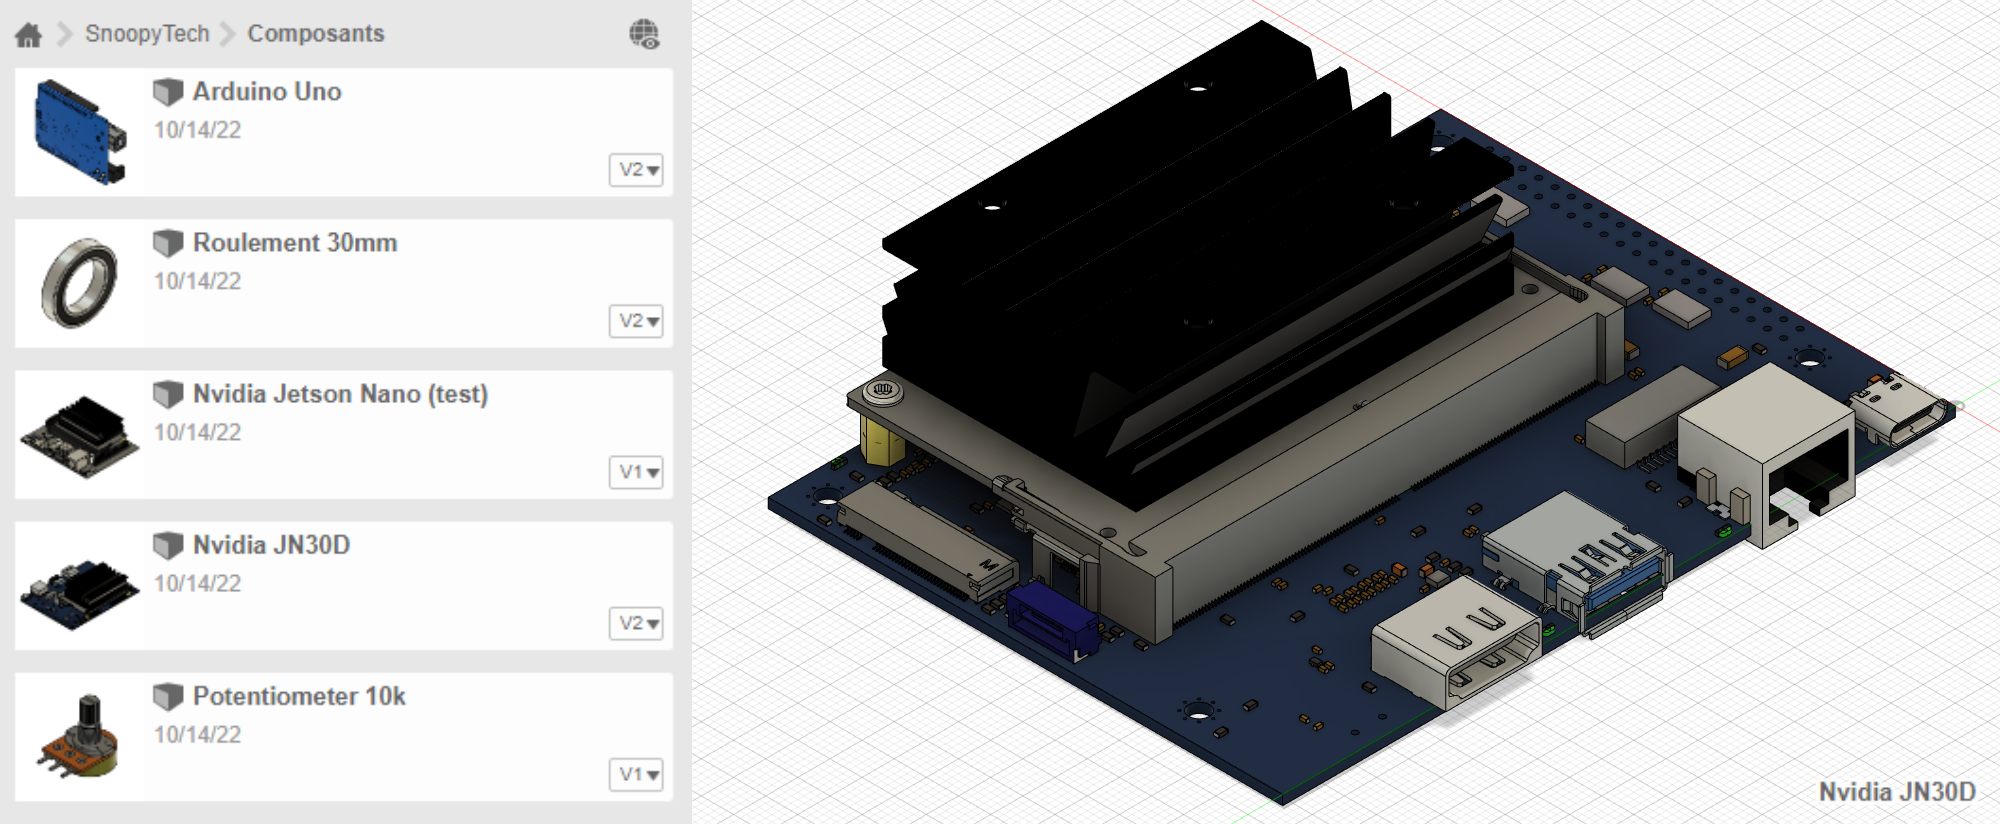 SnoopyTech Composants
Arduino Uno
10/14/22
V2
Roulement 30mm
10/14/22
V2
Nvidia Jetson Nano (test)
10/14/22
V1
Nvidia JN30D
10/14/22
V2
Potentiometer 10k
10/14/22
V1
M
Nvidia JN30D